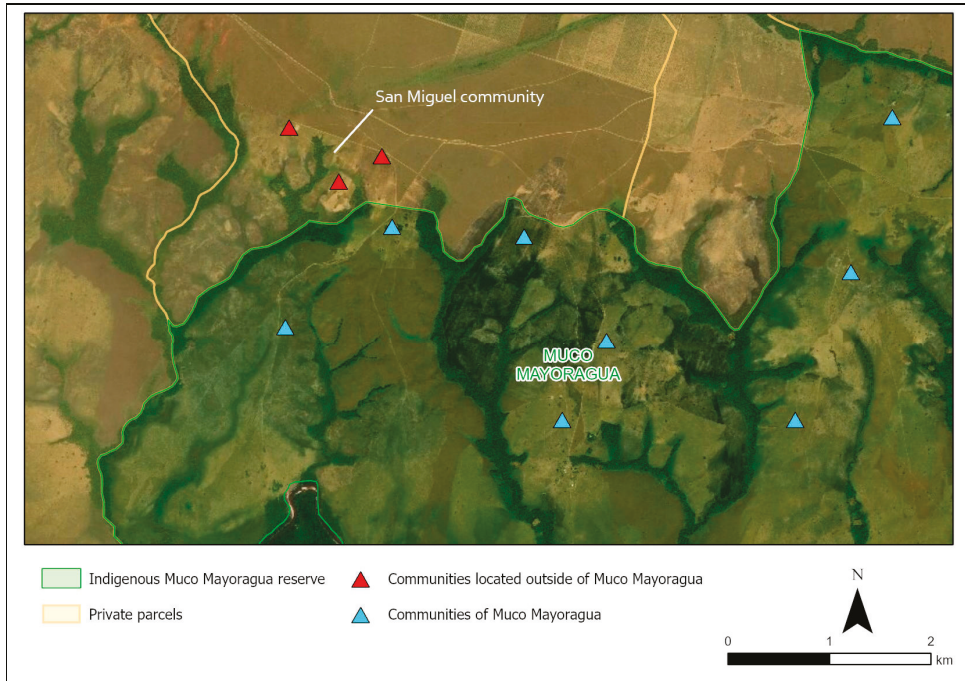 San Miguel community
MUCO
MAYORAGUA
Indigenous Muco Mayoragua reserve
Communities located outside of Muco Mayoragua
Private parcels
Communities of Muco Mayoragua
N
0 1 2
km